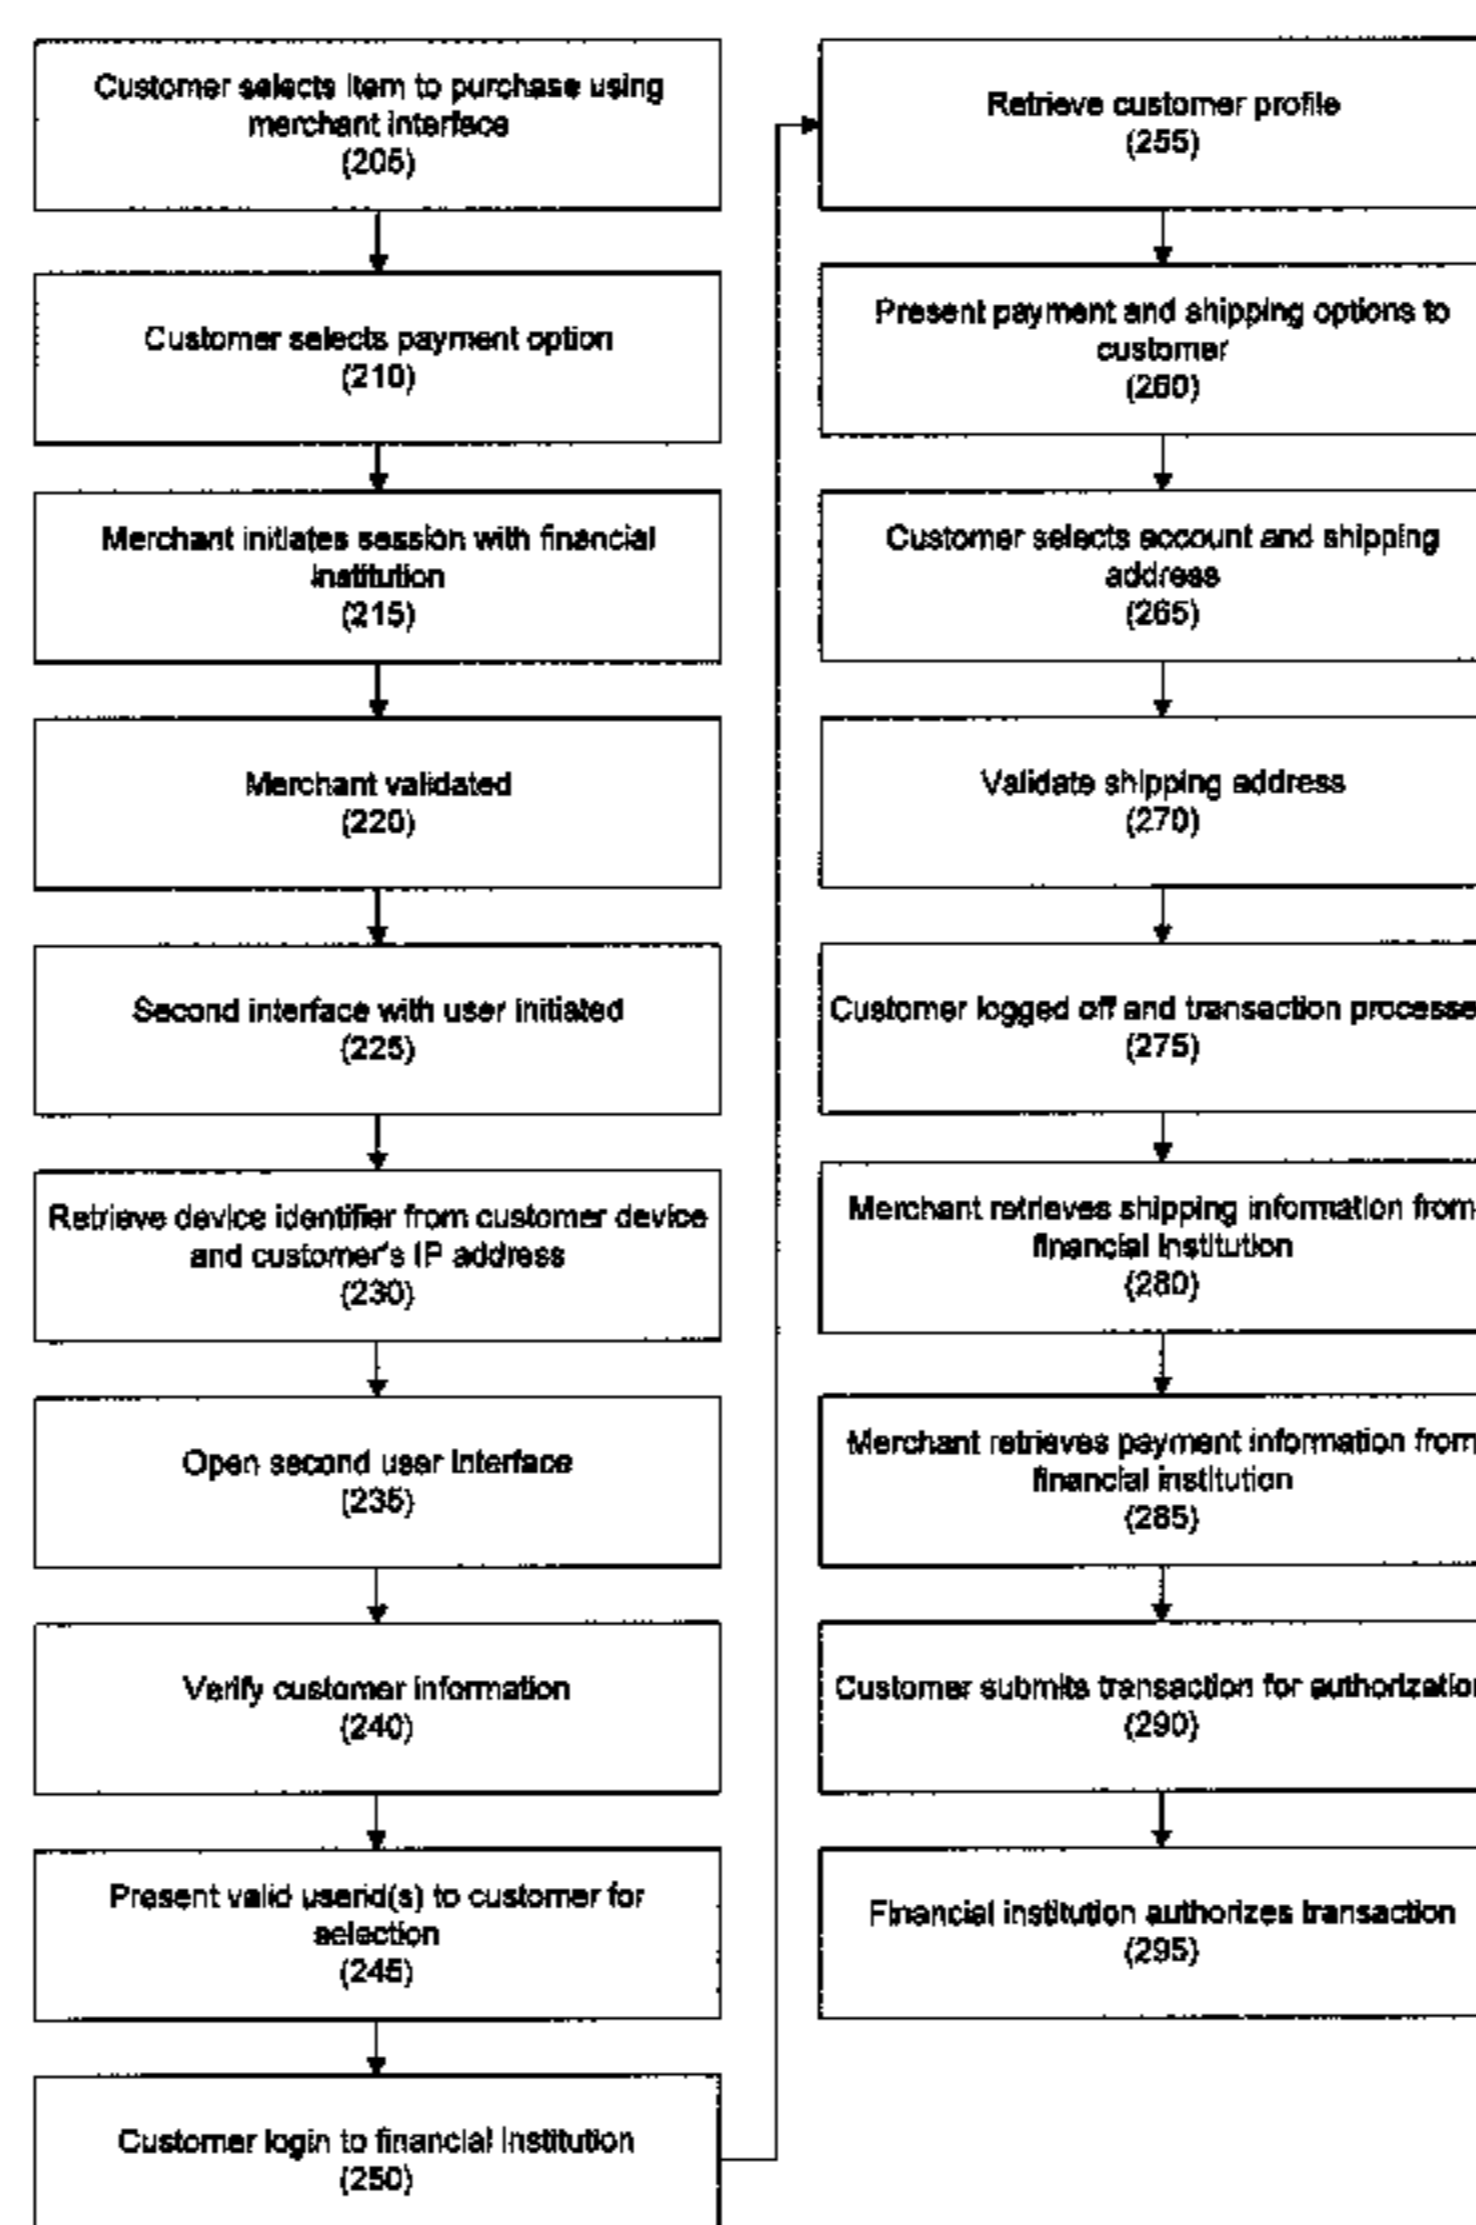 Customer selects item to purchase using
merchant interface
(205)
Customer selects payment option
(210)
Merchant initiates session with financial
institution
(215)
Merchant validated
(220)
Second interface with user initiated
(225)
Retrieve device identifier from customer device
and customer's IP address
(230)
Open second user interface
(235)
Verify customer information
(240)
Present valid userid(s) to customer for
selection
(245)
Customer login to financial institution
(250)
Retrieve customer profile
(255)
Present payment and shipping options to
customer
(260)
Customer selects account and shipping
address
(265)
Validate shipping address
(270)
Customer logged off and transaction processe
(275)
Merchant retrieves shipping information from
financial institution
(280)
Merchant retrieves payment information from
financial institution
(285)
Customer submits transaction for authorization
(290)
Financial institution authorizes transaction
(295)